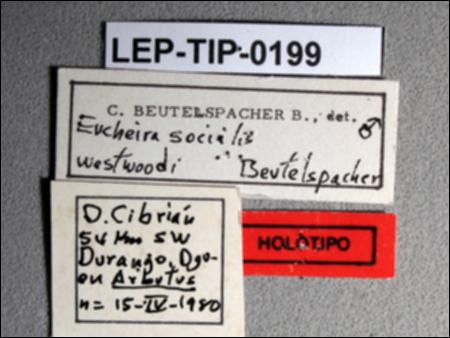 LEP-TIP-0199
C. BEUTELSPACHER B., det.
Eucheira socialis ♂
westwoodi Beutelspacher
D. Cibrián
54 Km SW
Durango, Dgo-
en Arbutus
n= 15-IV-1980
HOLOTIPO